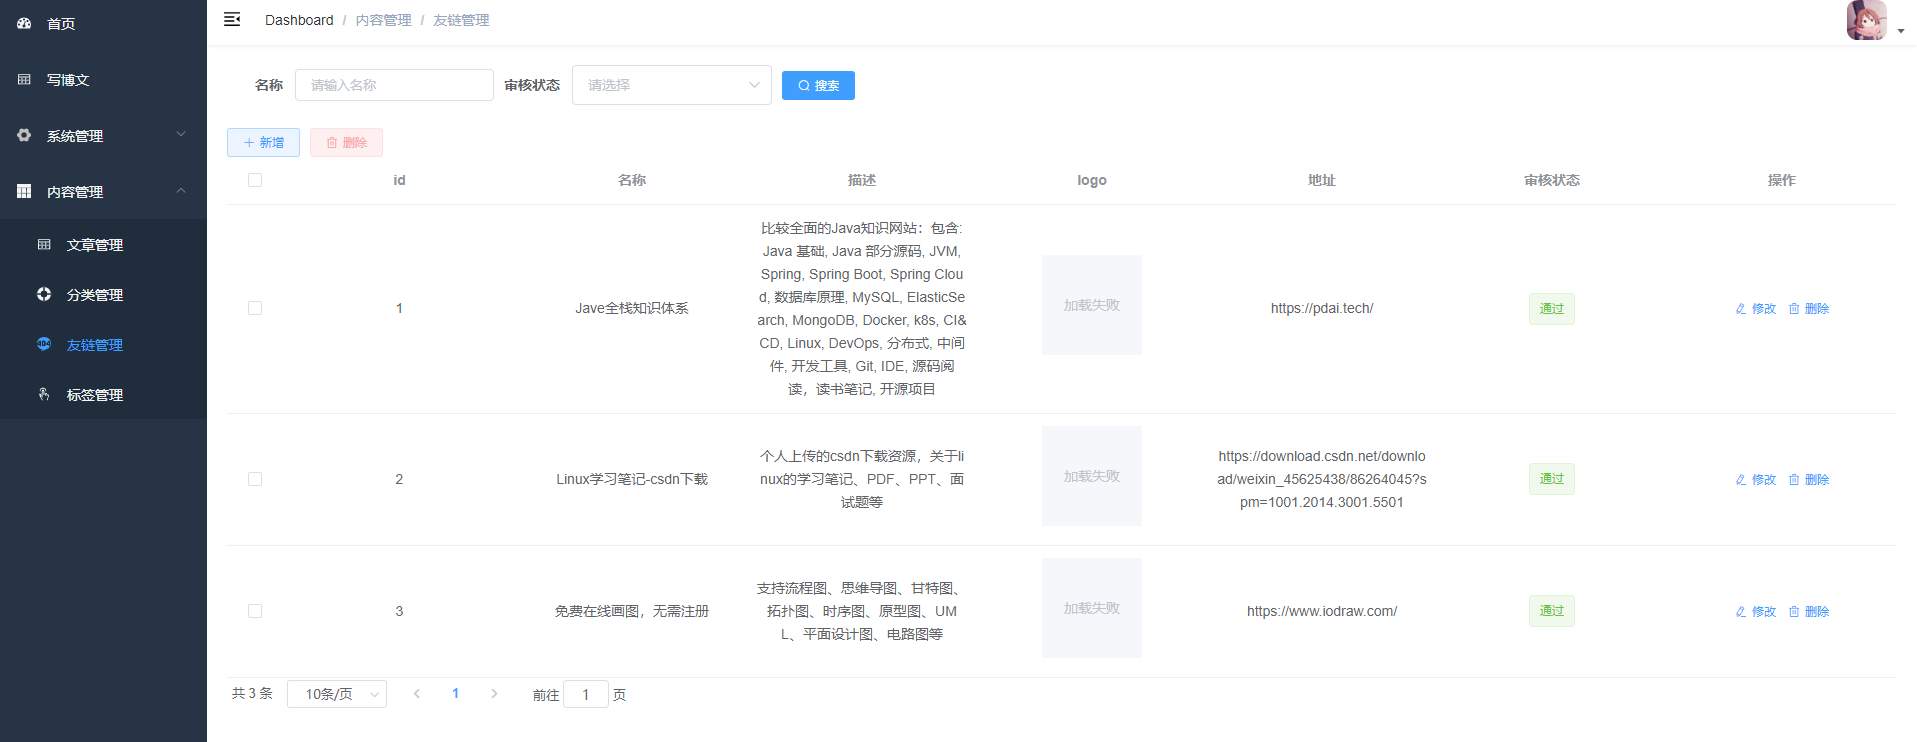 首页
写博文
系统管理
内容管理
文章管理
分类管理
404 友链管理
标签管理
Dashboard / 内容管理 / 友链管理
名称 请输入名称 审核状态 请选择 搜索
新增 删除
id 名称 描述 logo 地址 审核状态 操作
比较全面的Java知识网站：包含:
Java 基础, Java 部分源码, JVM,
Spring, Spring Boot, Spring Clou
d, 数据库原理, MySQL, ElasticSe
arch, MongoDB, Docker, k8s, CI&
CD, Linux, DevOps, 分布式, 中间
件, 开发工具, Git, IDE, 源码阅
读，读书笔记, 开源项目
1 Jave全栈知识体系 加载失败 https://pdai.tech/ 通过 修改 删除
个人上传的csdn下载资源，关于li
nux的学习笔记、PDF、PPT、面
试题等
2 Linux学习笔记-csdn下载 加载失败
https://download.csdn.net/downlo
ad/weixin_45625438/86264045?s
pm=1001.2014.3001.5501
通过 修改 删除
支持流程图、思维导图、甘特图、
拓扑图、时序图、原型图、UM
L、平面设计图、电路图等
3 免费在线画图，无需注册 加载失败 https://www.iodraw.com/ 通过 修改 删除
共 3 条 10条/页 1 前往 1 页